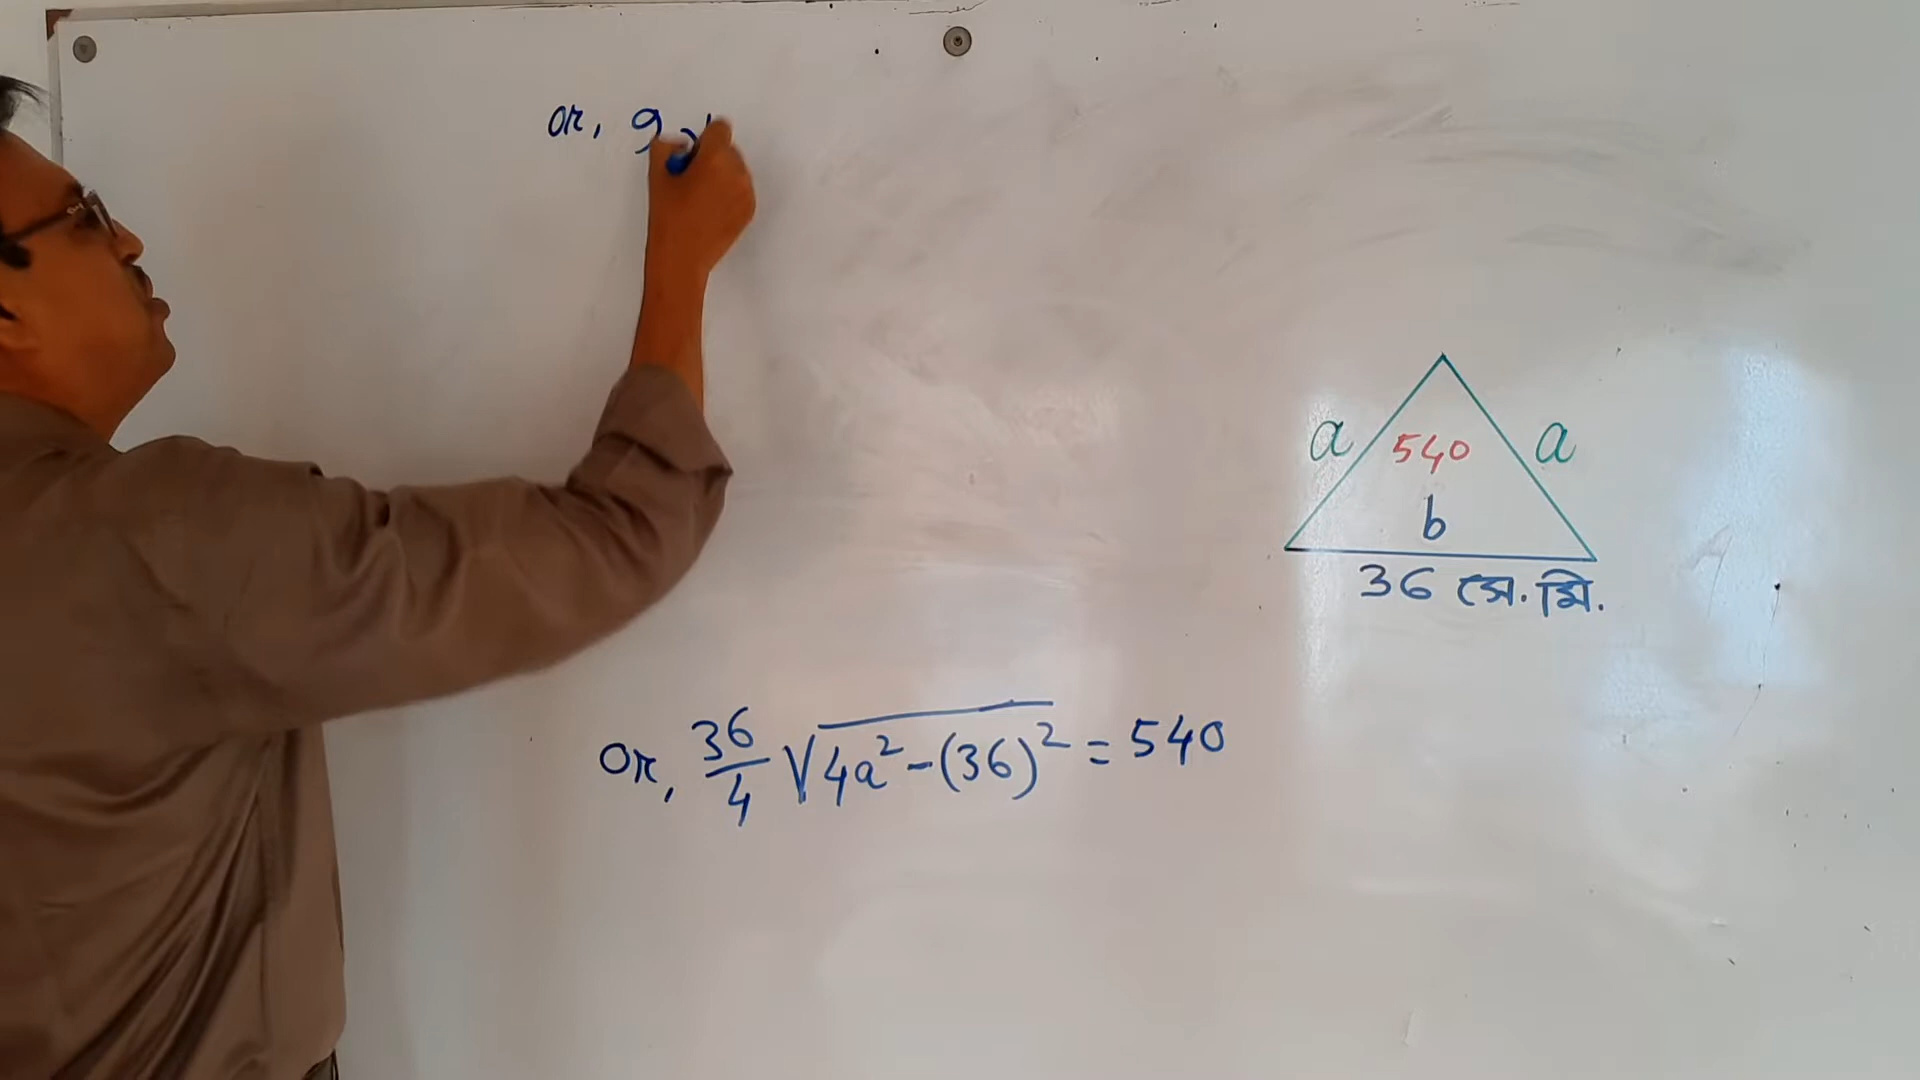 or, 9
a 540 a
b
36 সে. মি.
Or, 36/4 √4a² - (36)² = 540